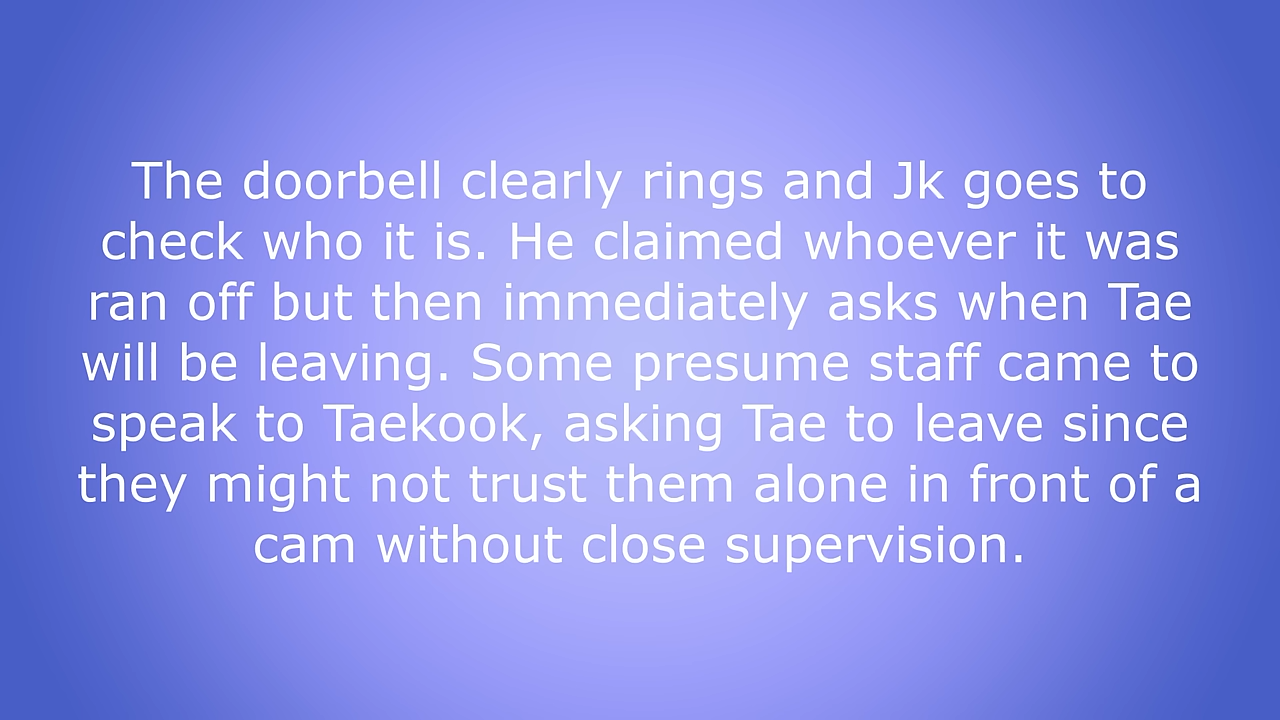 The doorbell clearly rings and Jk goes to
check who it is. He claimed whoever it was
ran off but then immediately asks when Tae
will be leaving. Some presume staff came to
speak to Taekook, asking Tae to leave since
they might not trust them alone in front of a
cam without close supervision.